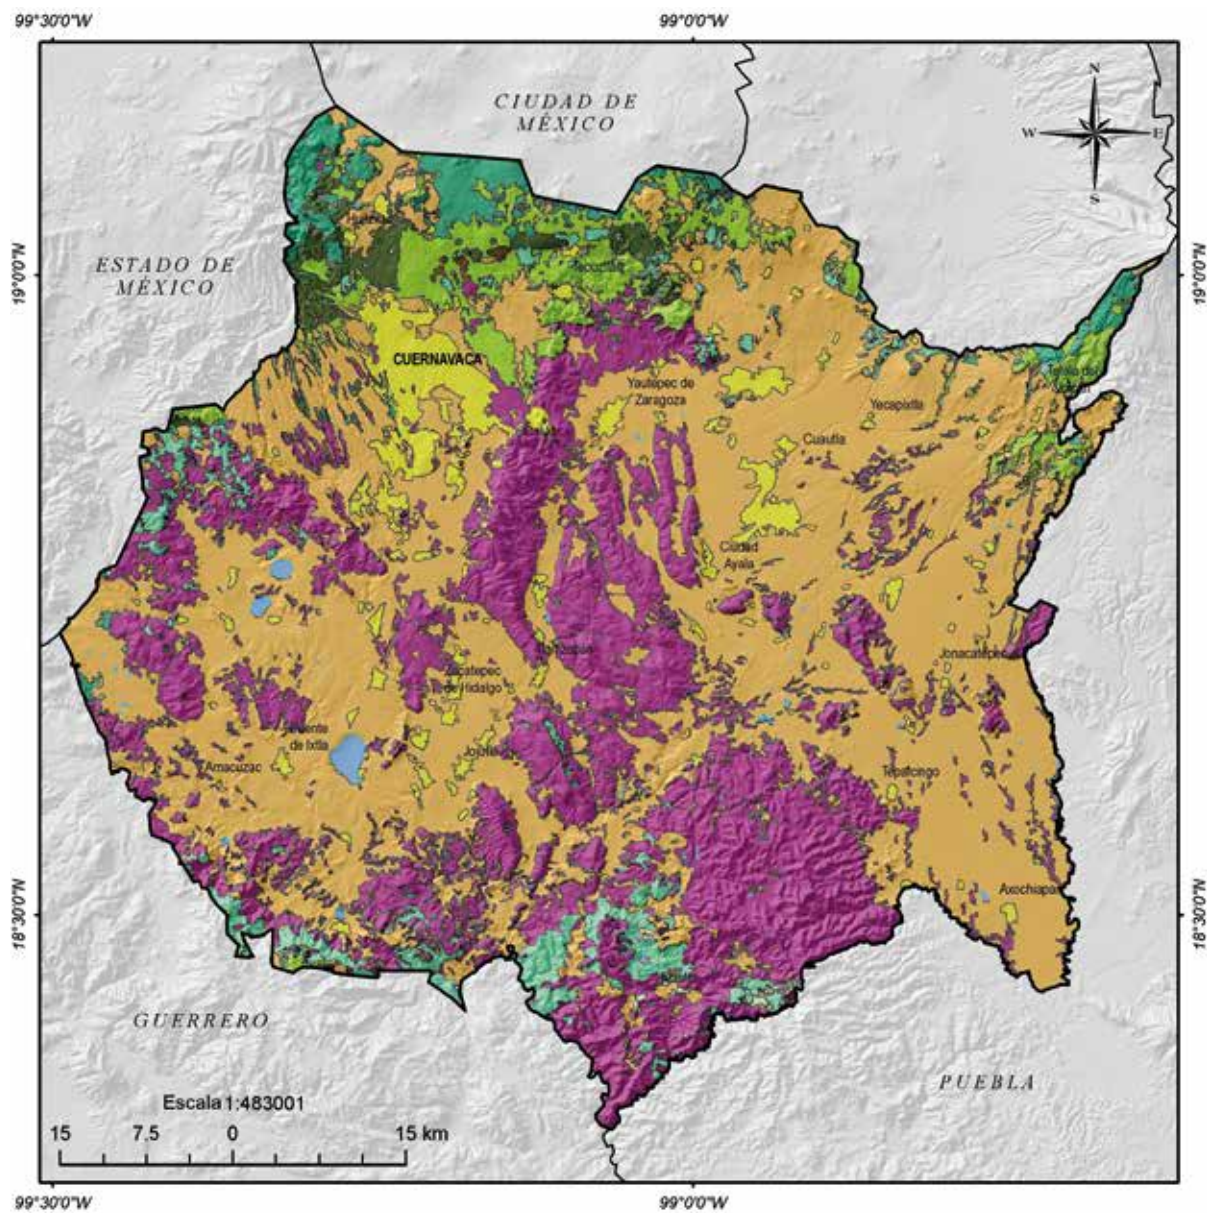 99°30'0"W
99°0'0"W
CIUDAD DE
MÉXICO
N
W
E
S
ESTADO DE
MÉXICO
19°0'0"N
19°0'0"N
CUERNAVACA
Yautepec de
Zaragoza
Yecapixtla
Cuautla
Ciudad
Ayala
Jonacatepec
Zacatepec
de Hidalgo
Puente
de Ixtla
Jojutla
Amacuzac
Tepalcingo
Axochiapan
18°30'0"N
18°30'0"N
GUERRERO
PUEBLA
Escala 1:483001
15
7.5
0
15 km
99°30'0"W
99°0'0"W